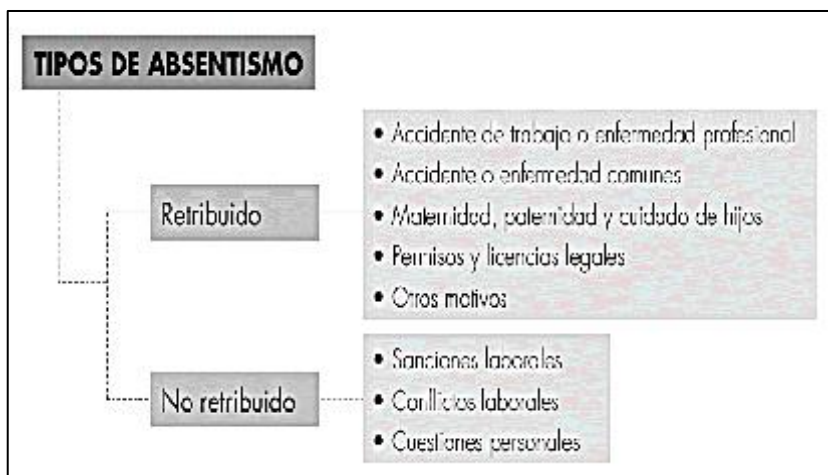 TIPOS DE ABSENTISMO
Retribuido
• Accidente de trabajo o enfermedad profesional
• Accidente o enfermedad comunes
• Maternidad, paternidad y cuidado de hijos
• Permisos y licencias legales
• Otros motivos
No retribuido
• Sanciones laborales
• Conflictos laborales
• Cuestiones personales